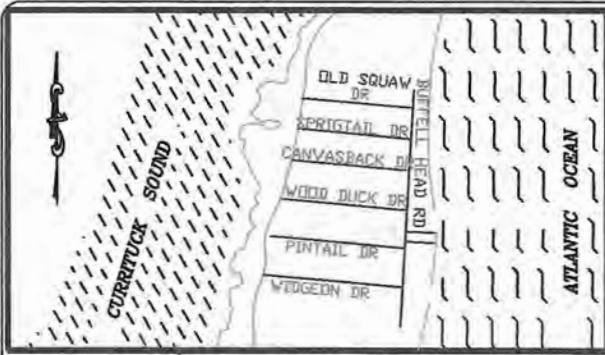 OLD SQUAW
DR
SPRIGTAIL DR
CANVASBACK DR
WOOD DUCK DR
PINTAIL DR
WIDGEON DR
BUFFELL HEAD RD
CURRITUCK SOUND
ATLANTIC OCEAN